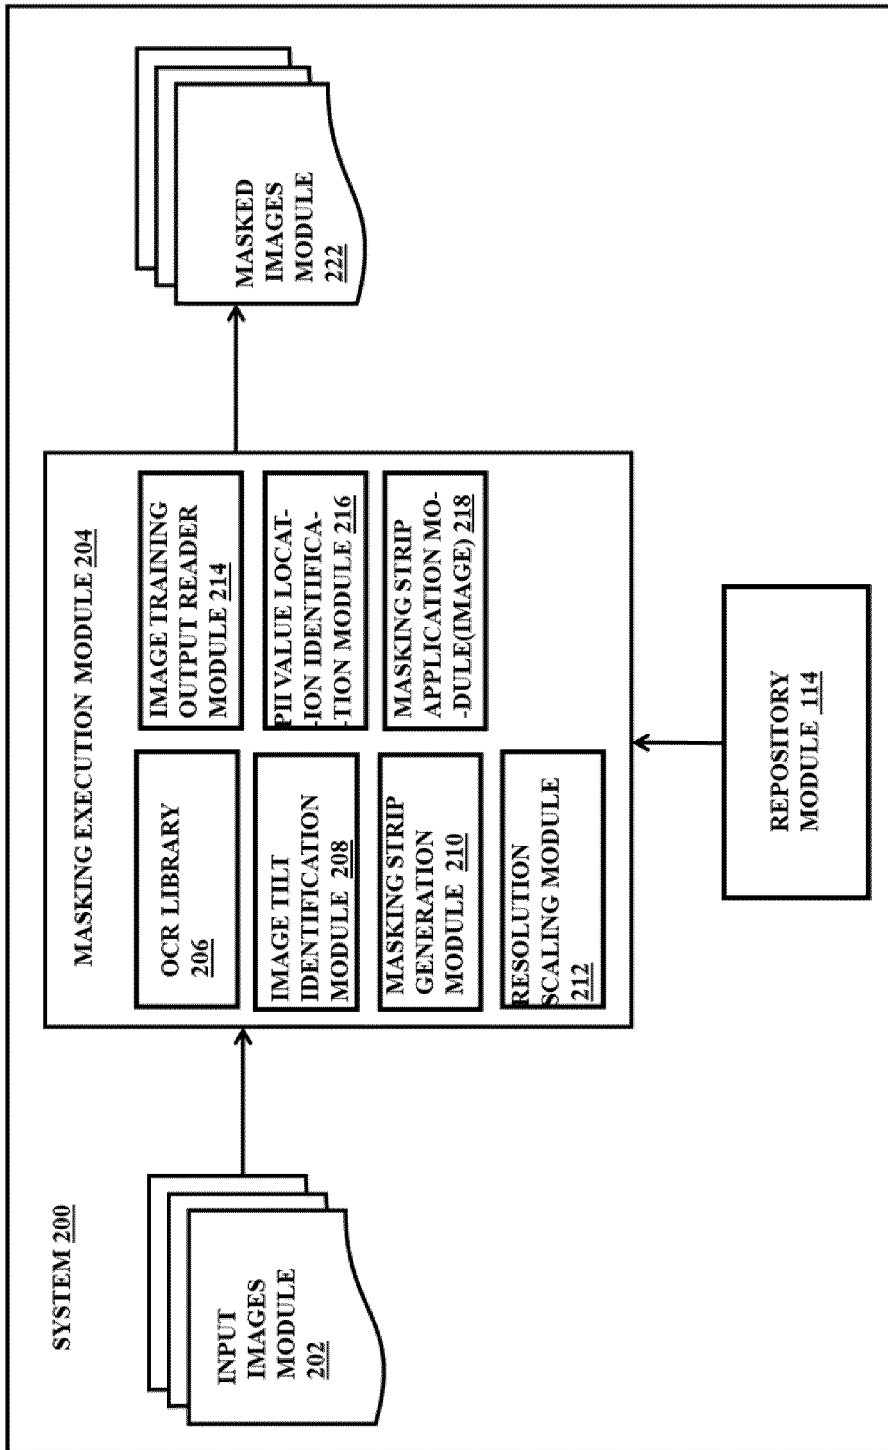 SYSTEM 200
INPUT
IMAGES
MODULE
202
MASKING EXECUTION MODULE 204
OCR LIBRARY
206
IMAGE TILT
IDENTIFICATION
MODULE 208
MASKING STRIP
GENERATION
MODULE 210
RESOLUTION
SCALING MODULE
212
IMAGE TRAINING
OUTPUT READER
MODULE 214
PII VALUE LOCAT-
-ION IDENTIFICA-
-TION MODULE 216
MASKING STRIP
APPLICATION MO-
-DULE(IMAGE) 218
MASKED
IMAGES
MODULE
222
REPOSITORY
MODULE 114